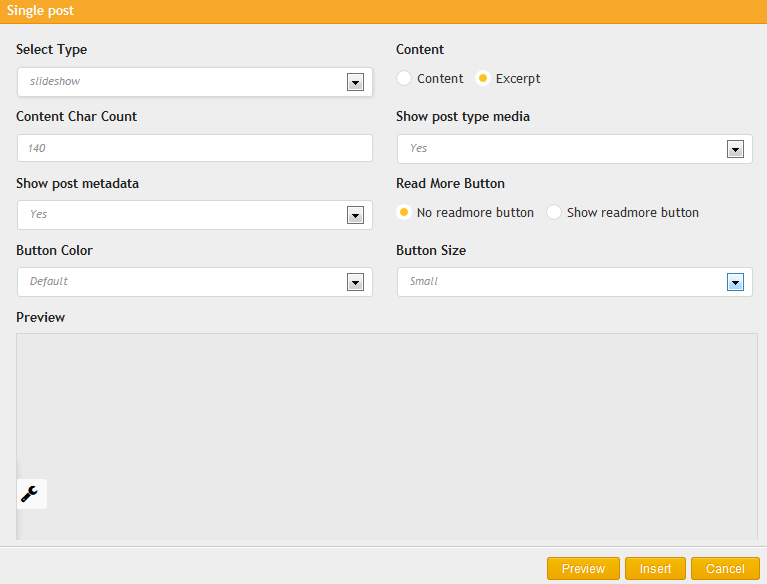 Single post
Select Type
slideshow
Content
Content Excerpt
Content Char Count
140
Show post type media
Yes
Show post metadata
Yes
Read More Button
No readmore button Show readmore button
Button Color
Default
Button Size
Small
Preview
Preview Insert Cancel